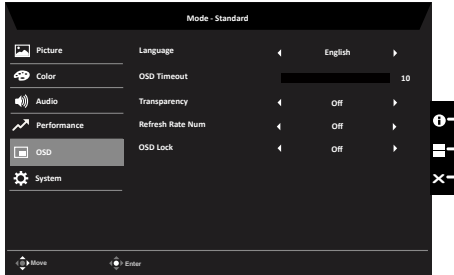 Mode - Standard
Picture
Language
English
Color
OSD Timeout
10
Audio
Transparency
Off
Performance
Refresh Rate Num
Off
OSD
OSD Lock
Off
System
Move
Enter